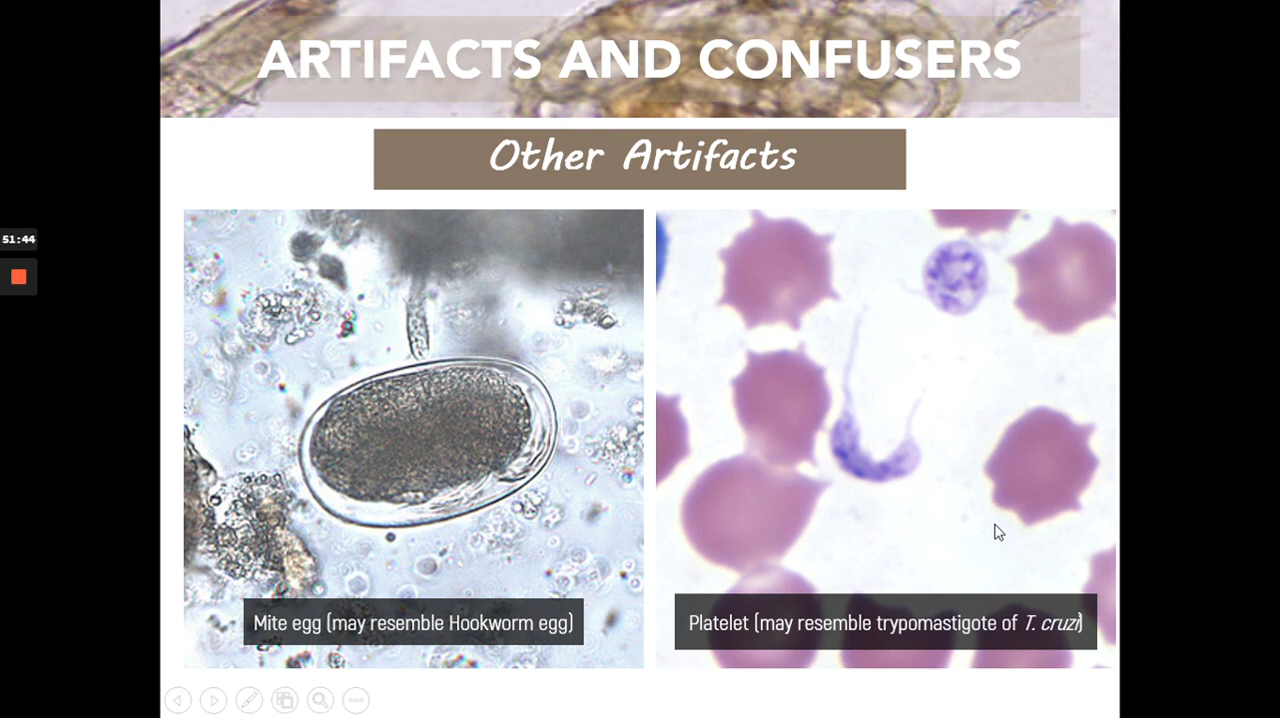 ARTIFACTS AND CONFUSERS
Other Artifacts
51:44
Mite egg (may resemble Hookworm egg)
Platelet (may resemble trypomastigote of T. cruzi)